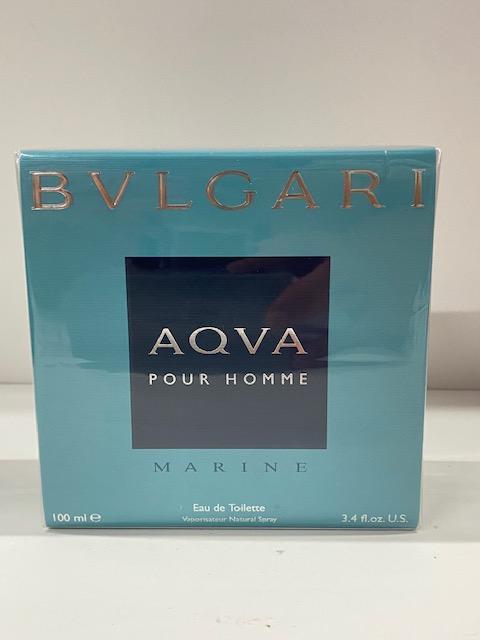 BVLGARI
AQVA
POUR HOMME
MARINE
Eau de Toilette
100 ml ℮ Vaporisateur Natural Spray 3.4 fl.oz. U.S.